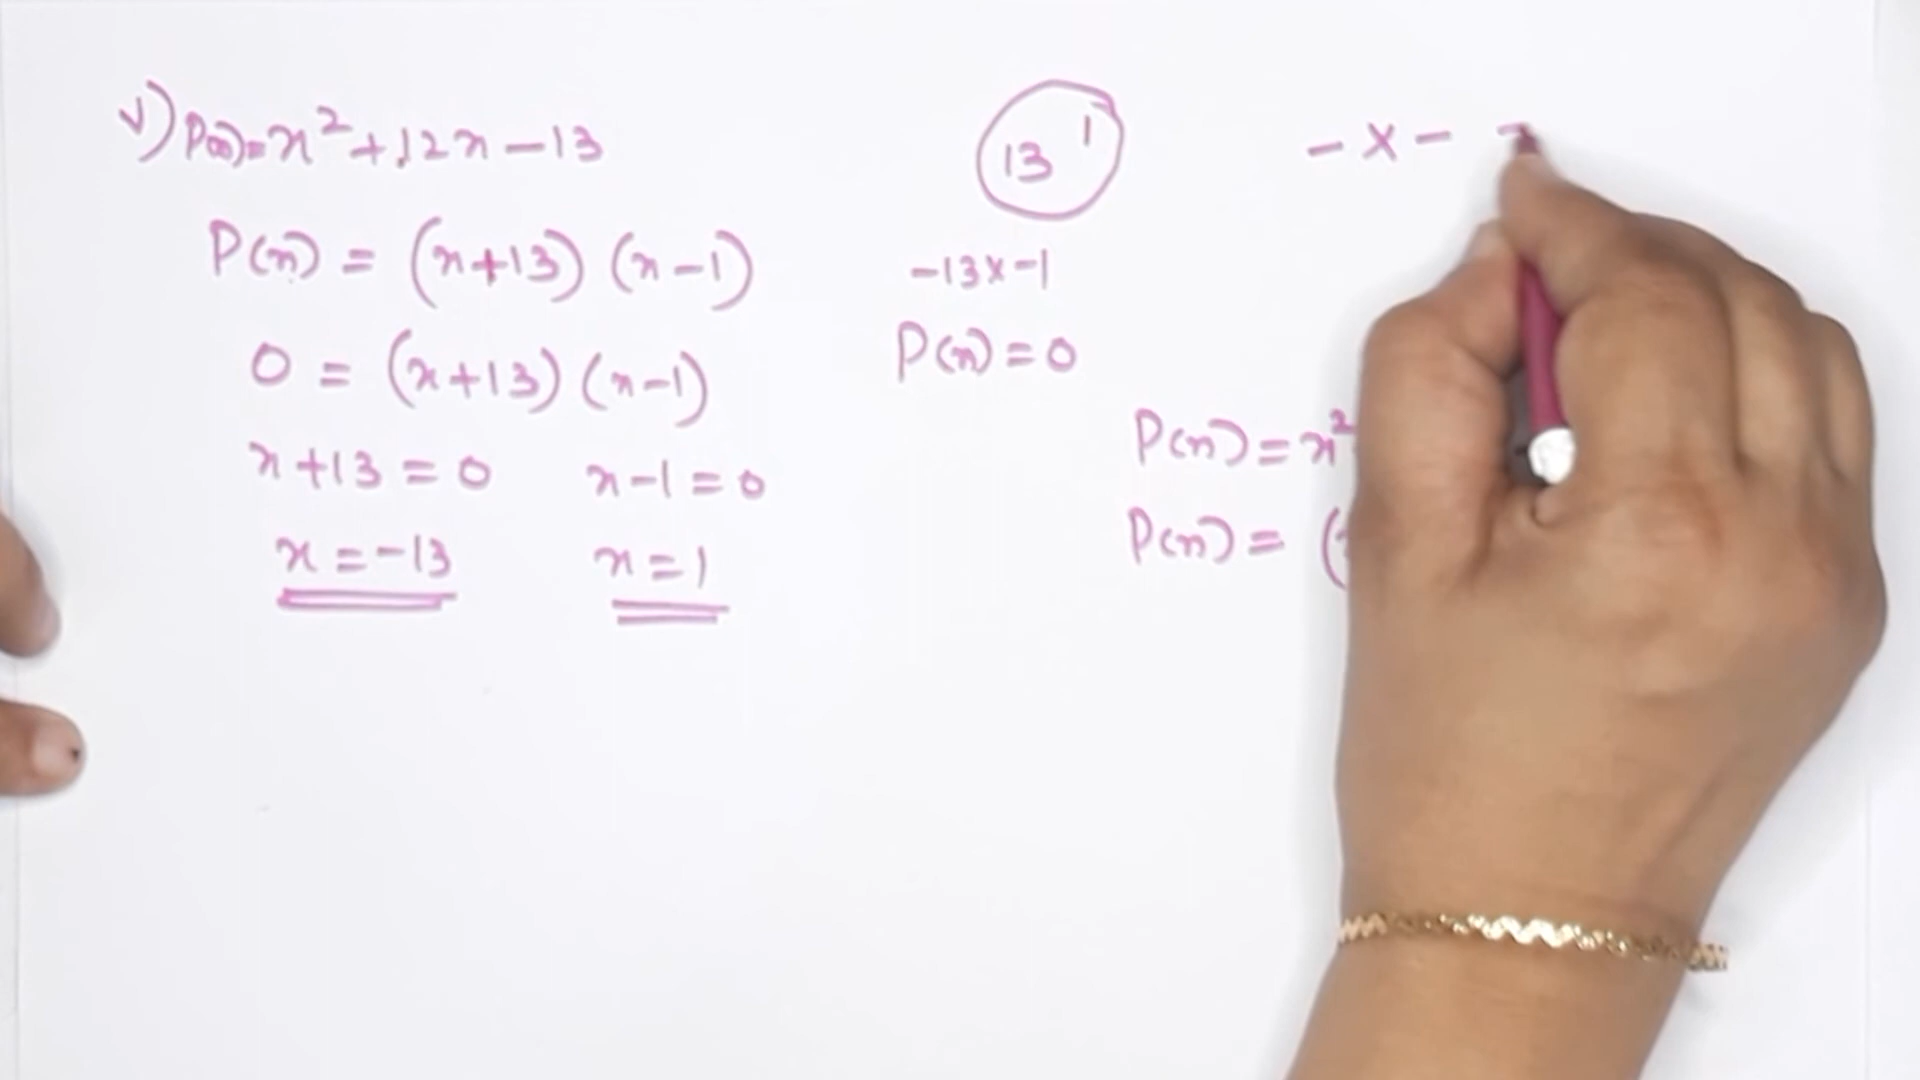 v) P(x)=x²+12x-13
P(x) = (x+13) (x-1)
0 = (x+13) (x-1)
x+13=0 x-1=0
x=-13 x=1
13 1
-13x-1
P(x)=0
- x -
P(x)=x²
P(x)= (